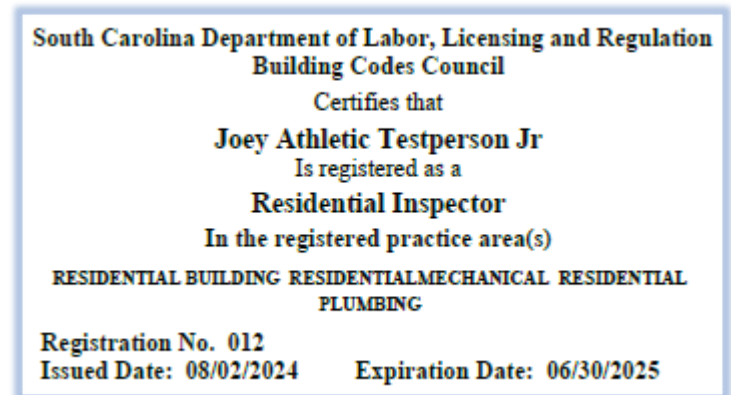 South Carolina Department of Labor, Licensing and Regulation
Building Codes Council
Certifies that
Joey Athletic Testperson Jr
Is registered as a
Residential Inspector
In the registered practice area(s)
RESIDENTIAL BUILDING RESIDENTIALMECHANICAL RESIDENTIAL
PLUMBING
Registration No. 012
Issued Date: 08/02/2024 Expiration Date: 06/30/2025